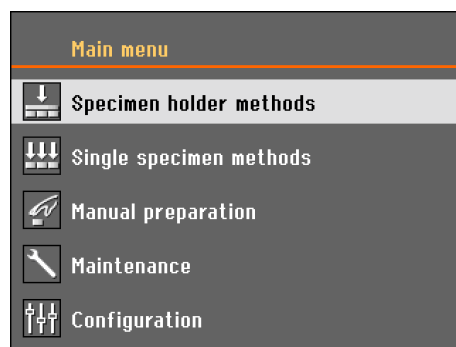 Main menu
Specimen holder methods
Single specimen methods
Manual preparation
Maintenance
Configuration